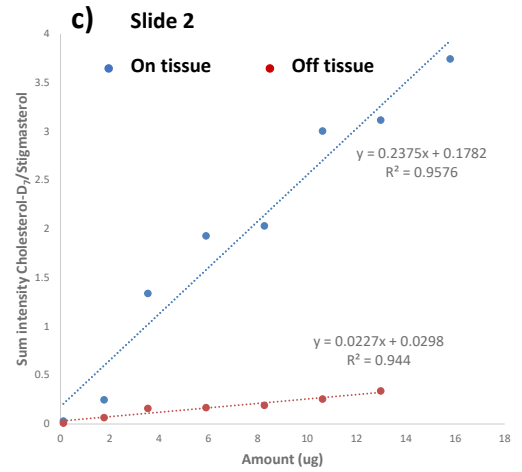 c) Slide 2
On tissue Off tissue
Sum intensity Cholesterol-D₇/Stigmasterol
4
3.5
3
2.5
2
1.5
1
0.5
0
y = 0.2375x + 0.1782
R² = 0.9576
y = 0.0227x + 0.0298
R² = 0.944
0 2 4 6 8 10 12 14 16 18
Amount (ug)